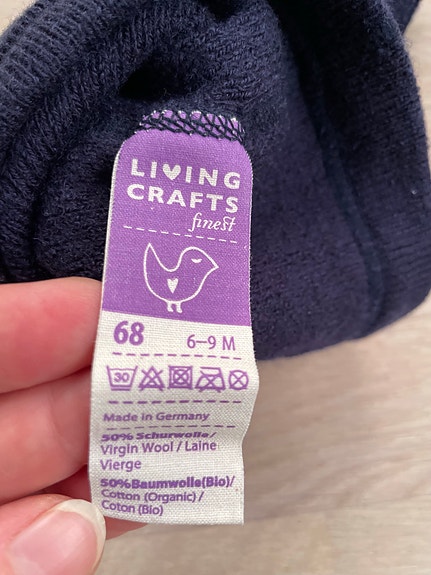 LIVING
CRAFTS
finest
68 6–9 M
30
Made in Germany
50% Schurwolle/
Virgin Wool / Laine
Vierge
50%Baumwolle(Bio)/
Cotton (Organic) /
Coton (Bio)